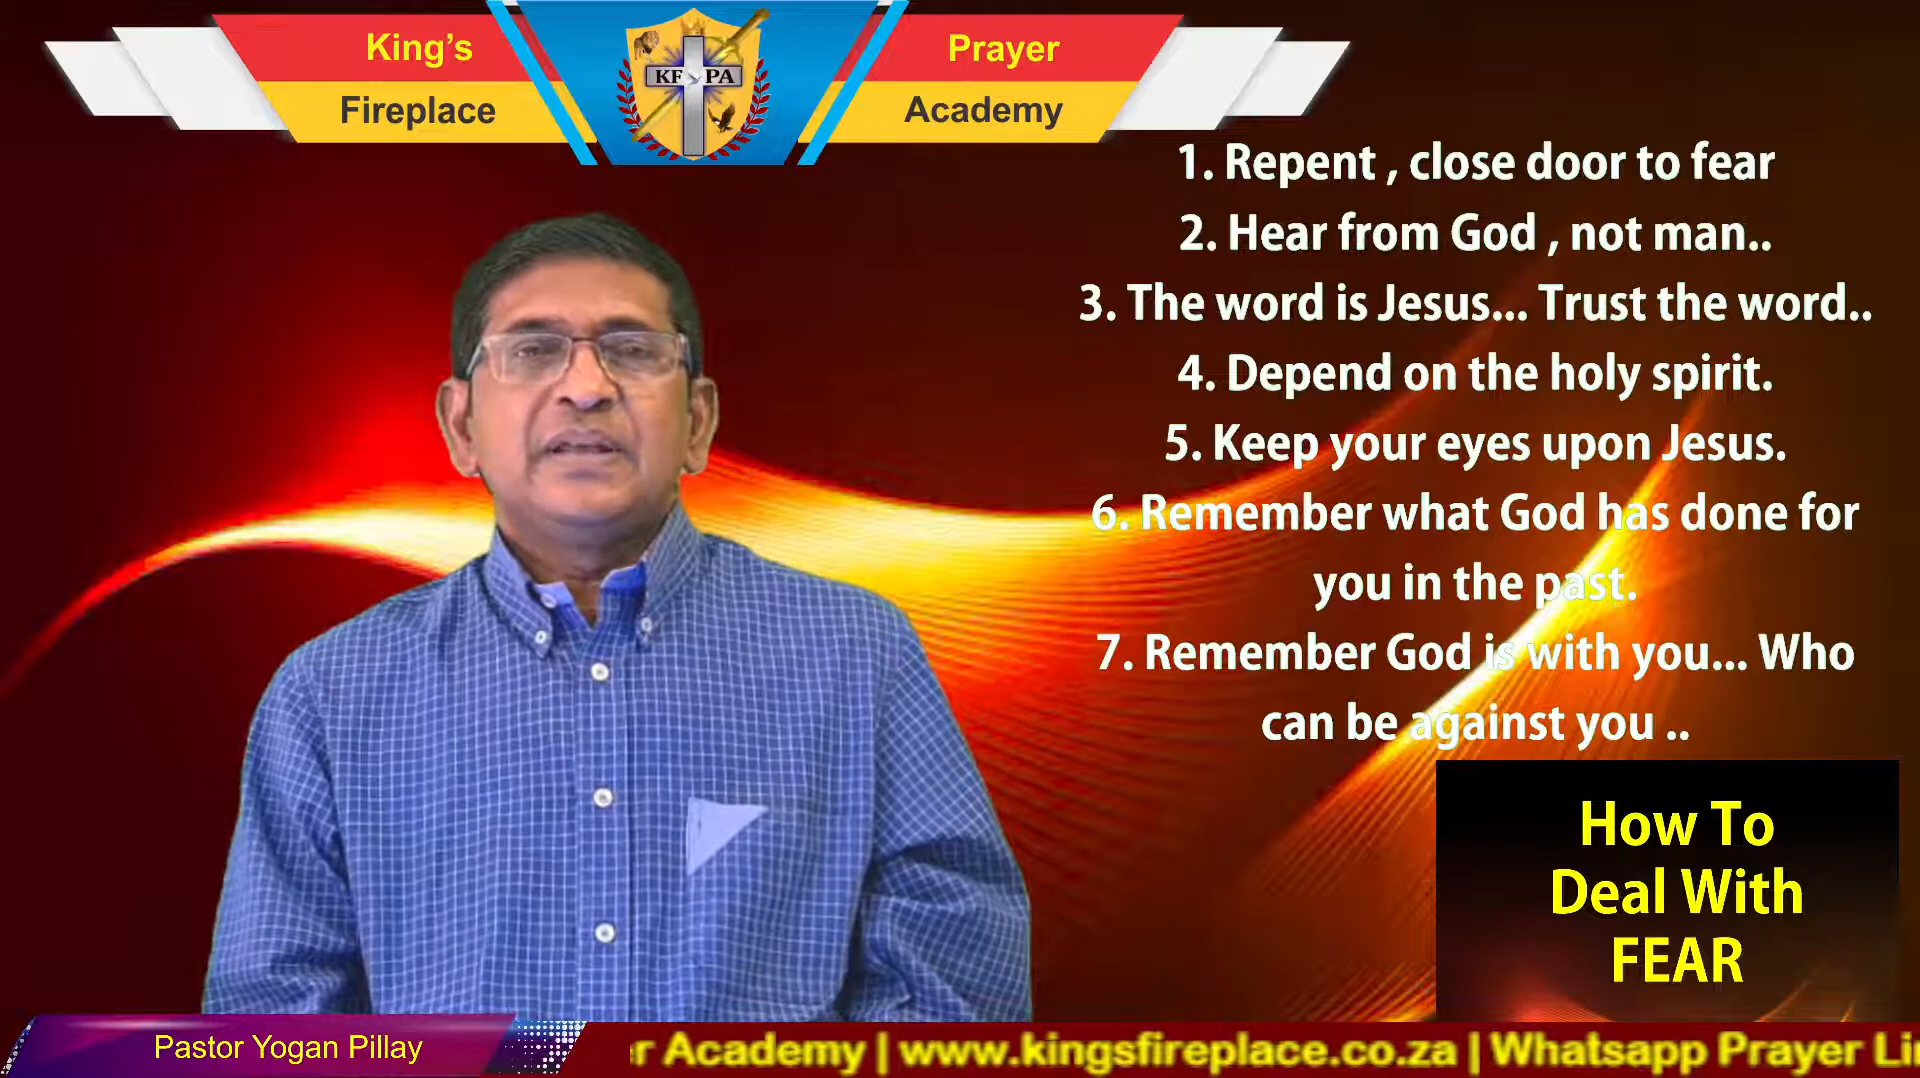 King's
Fireplace
KF PA
Prayer
Academy
1. Repent , close door to fear
2. Hear from God , not man..
3. The word is Jesus... Trust the word..
4. Depend on the holy spirit.
5. Keep your eyes upon Jesus.
6. Remember what God has done for
you in the past.
7. Remember God is with you... Who
can be against you ..
How To
Deal With
FEAR
Pastor Yogan Pillay
r Academy | www.kingsfireplace.co.za | Whatsapp Prayer Li